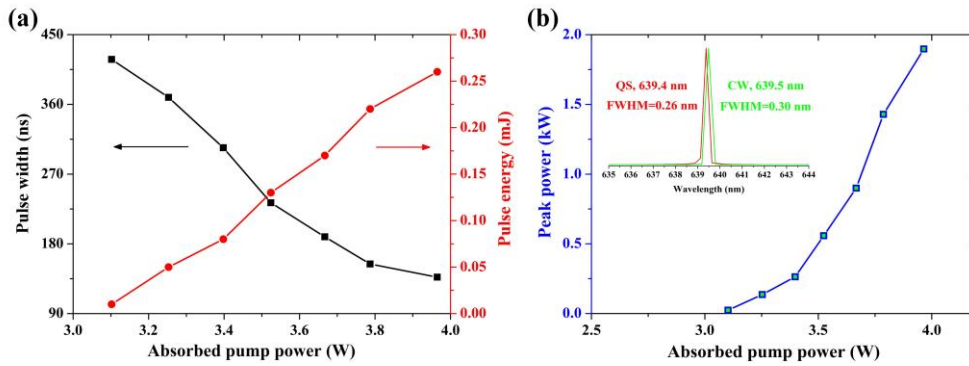 (a)
450
360
270
180
90
Pulse width (ns)
0.30
0.25
0.20
0.15
0.10
0.05
0.00
Pulse energy (mJ)
3.0 3.2 3.4 3.6 3.8 4.0
Absorbed pump power (W)
(b)
2.0
1.5
1.0
0.5
0.0
Peak power (kW)
QS, 639.4 nm
FWHM=0.26 nm
CW, 639.5 nm
FWHM=0.30 nm
635 636 637 638 639 640 641 642 643 644
Wavelength (nm)
2.5 3.0 3.5 4.0
Absorbed pump power (W)